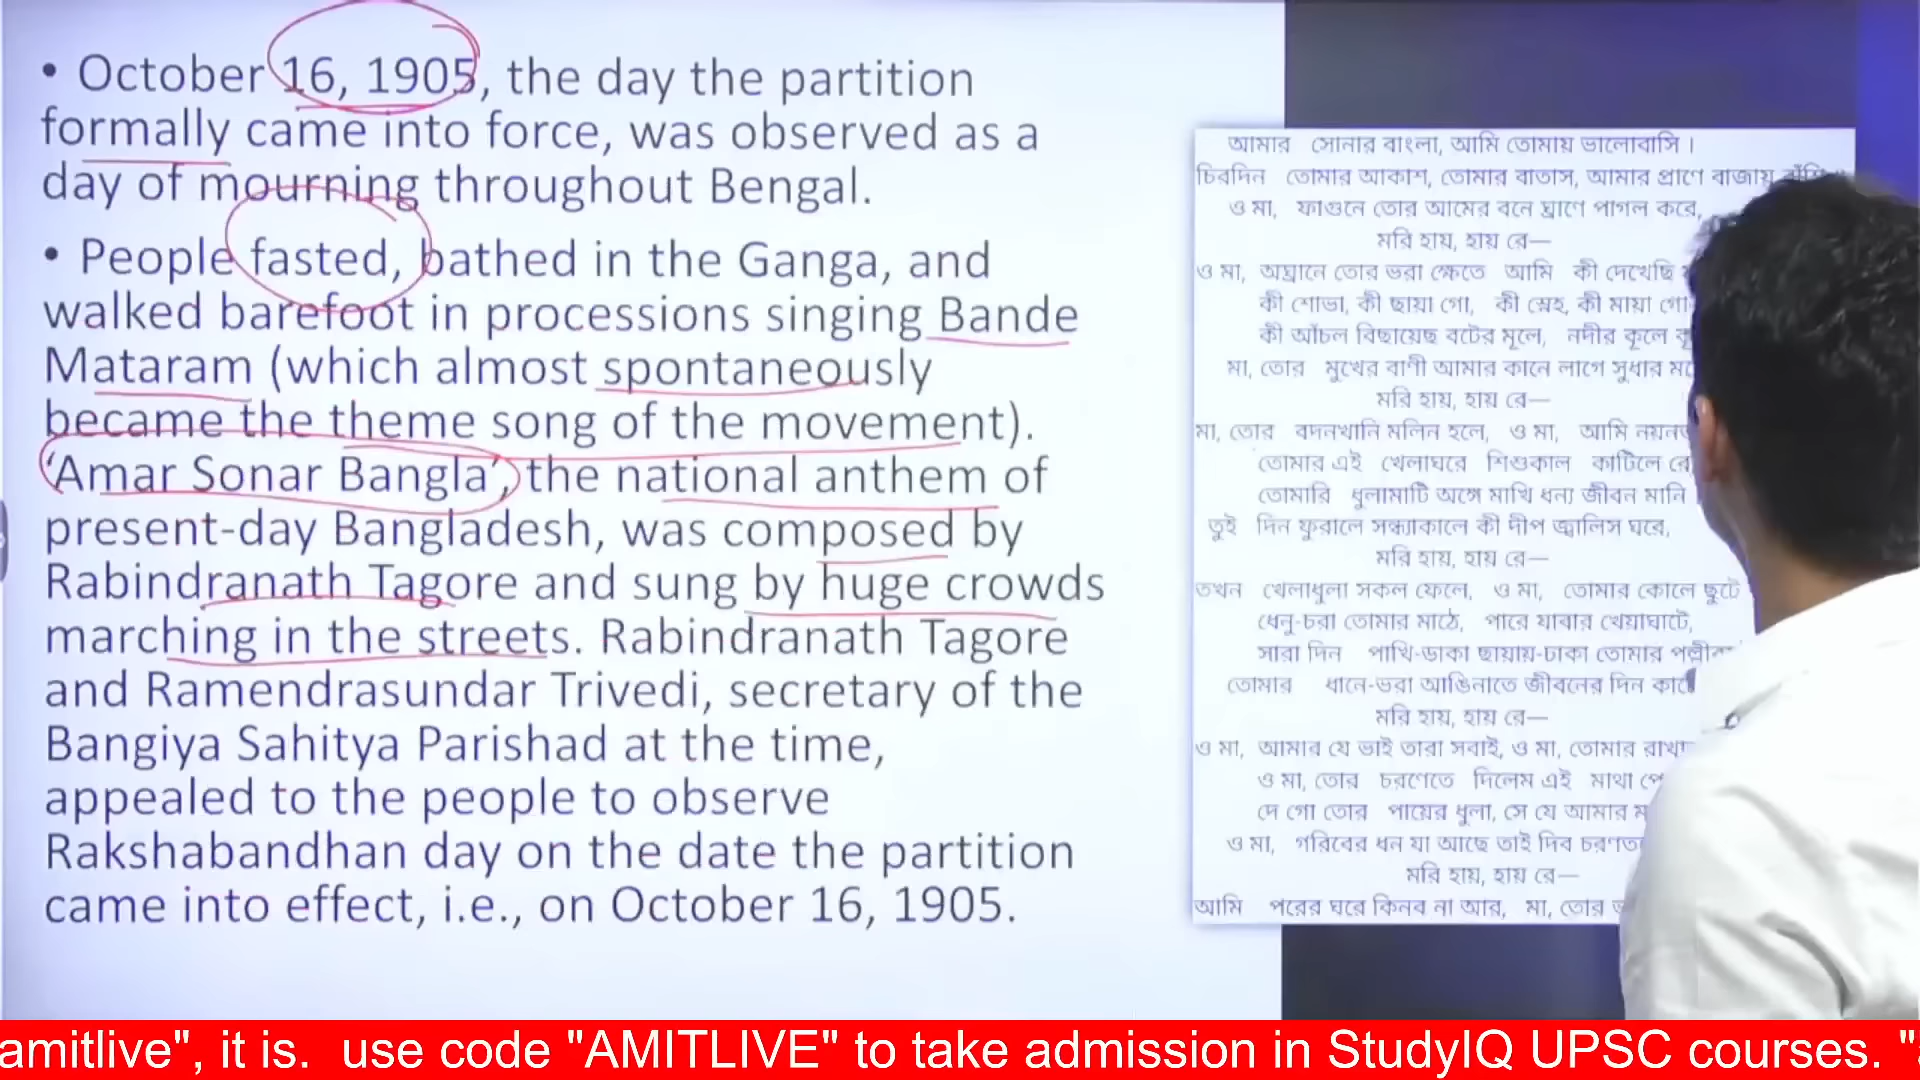 • October 16, 1905, the day the partition
formally came into force, was observed as a
day of mourning throughout Bengal.
• People fasted, bathed in the Ganga, and
walked barefoot in processions singing Bande
Mataram (which almost spontaneously
became the theme song of the movement).
‘Amar Sonar Bangla’, the national anthem of
present-day Bangladesh, was composed by
Rabindranath Tagore and sung by huge crowds
marching in the streets. Rabindranath Tagore
and Ramendrasundar Trivedi, secretary of the
Bangiya Sahitya Parishad at the time,
appealed to the people to observe
Rakshabandhan day on the date the partition
came into effect, i.e., on October 16, 1905.
আমার সোনার বাংলা, আমি তোমায় ভালোবাসি।
চিরদিন তোমার আকাশ, তোমার বাতাস, আমার প্রাণে বাজায়
ও মা, ফাগুনে তোর আমের বনে ঘ্রাণে পাগল করে,
মরি হায়, হায় রে—
ও মা, অঘ্রানে তোর ভরা ক্ষেতে আমি কী দেখেছি
কী শোভা, কী ছায়া গো, কী স্নেহ, কী মায়া গো
কী আঁচল বিছায়েছ বটের মূলে, নদীর কূলে
মা, তোর মুখের বাণী আমার কানে লাগে সুধার
মরি হায়, হায় রে—
মা, তোর বদনখানি মলিন হলে, ও মা, আমি
তোমার এই খেলাঘরে শিশুকাল কাটিলে রে
তোমারি ধুলামাটি অঙ্গে মাখি ধন্য জীবন মানি
তুই দিন ফুরালে সন্ধ্যাকালে কী দীপ জ্বালিস ঘরে,
মরি হায়, হায় রে—
তখন খেলাধুলা সকল ফেলে, ও মা, তোমার কোলে ছুটে
ধেনু-চরা তোমার মাঠে, পারে যাবার খেয়াঘাটে,
সারা দিন পাখি-ডাকা ছায়ায়-ঢাকা তোমার
তোমার ধানে-ভরা আঙিনাতে জীবনের দিন
মরি হায়, হায় রে—
ও মা, আমার যে ভাই তারা সবাই, ও মা, তোমার
ও মা, তোর চরণেতে দিলেম এই মাথা
দে গো তোর পায়ের ধুলা, সে যে আমার
ও মা, গরিবের ধন যা আছে তাই দিব
মরি হায়, হায় রে—
আমি পরের ঘরে কিনব না আর, মা, তোর
amitlive", it is. use code "AMITLIVE" to take admission in StudyIQ UPSC courses. "